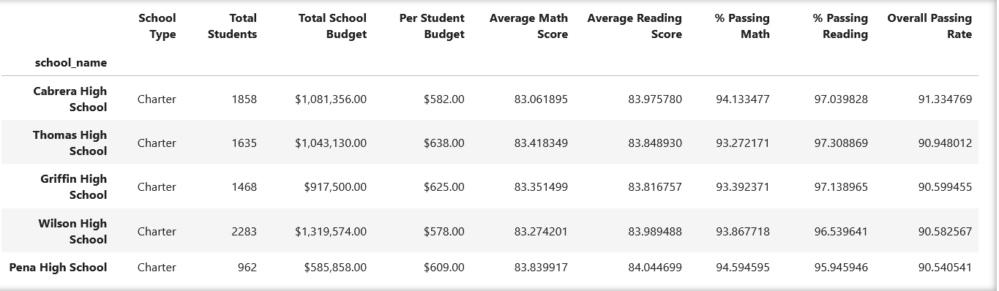 School Total Total School Per Student Average Math Average Reading % Passing % Passing Overall Passing
Type Students Budget Budget Score Score Math Reading Rate
school_name
Cabrera High
School Charter 1858 $1,081,356.00 $582.00 83.061895 83.975780 94.133477 97.039828 91.334769
Thomas High
School Charter 1635 $1,043,130.00 $638.00 83.418349 83.848930 93.272171 97.308869 90.948012
Griffin High
School Charter 1468 $917,500.00 $625.00 83.351499 83.816757 93.392371 97.138965 90.599455
Wilson High
School Charter 2283 $1,319,574.00 $578.00 83.274201 83.989488 93.867718 96.539641 90.582567
Pena High School Charter 962 $585,858.00 $609.00 83.839917 84.044699 94.594595 95.945946 90.540541